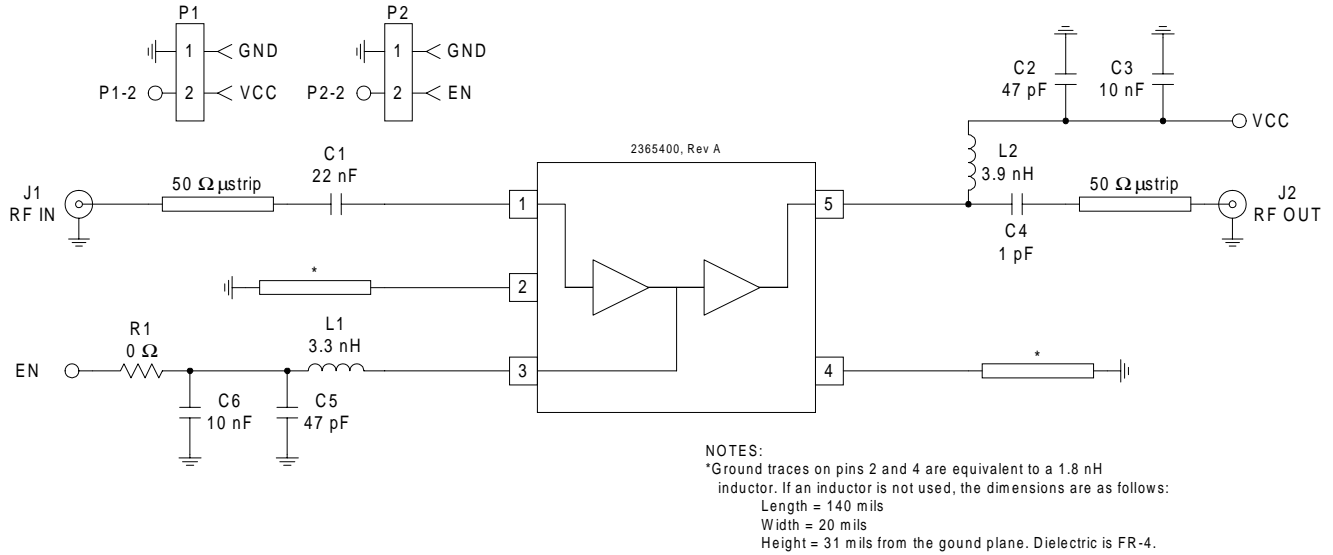 P1
1
GND
P1-2
2
VCC
P2
1
GND
P2-2
2
EN
C2
47 pF
C3
10 nF
VCC
2365400, Rev A
L2
3.9 nH
J1
RF IN
50 Ω µstrip
C1
22 nF
1
5
C4
1 pF
50 Ω µstrip
J2
RF OUT
*
2
EN
R1
0 Ω
L1
3.3 nH
3
4
*
C6
10 nF
C5
47 pF
NOTES:
*Ground traces on pins 2 and 4 are equivalent to a 1.8 nH
inductor. If an inductor is not used, the dimensions are as follows:
Length = 140 mils
Width = 20 mils
Height = 31 mils from the gound plane. Dielectric is FR-4.